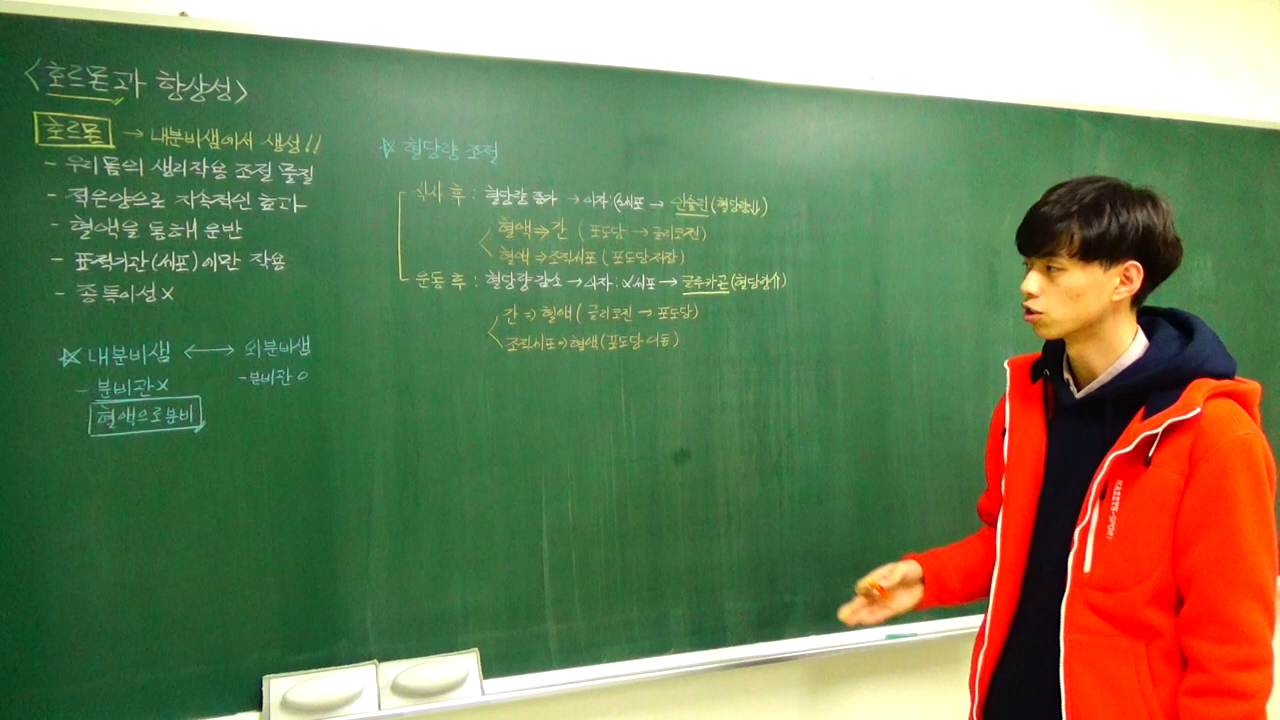 <호르몬과 항상성>
호르몬 → 내분비샘에서 생성!!
- 우리몸의 생리작용 조절 물질
- 적은양으로 지속적인 효과
- 혈액을 통해 운반
- 표적기관(세포)에만 작용
- 종 특이성 X
☆ 내분비샘 ↔ 외분비샘
- 분비관 X
- 분비관 O
혈액으로 분비
☆ 혈당량 조절
식사 후 : 혈당량 증가 → 이자 : β세포 → 인슐린 (혈당량↓↓)
혈액 ⇒ 간 (포도당 → 글리코젠)
혈액 ⇒ 조직세포 (포도당 저장)
운동 후 : 혈당량 감소 → 이자 : α세포 → 글루카곤 (혈당량↑↑)
간 ⇒ 혈액 (글리코젠 → 포도당)
조직세포 ⇒ 혈액 (포도당 이동)